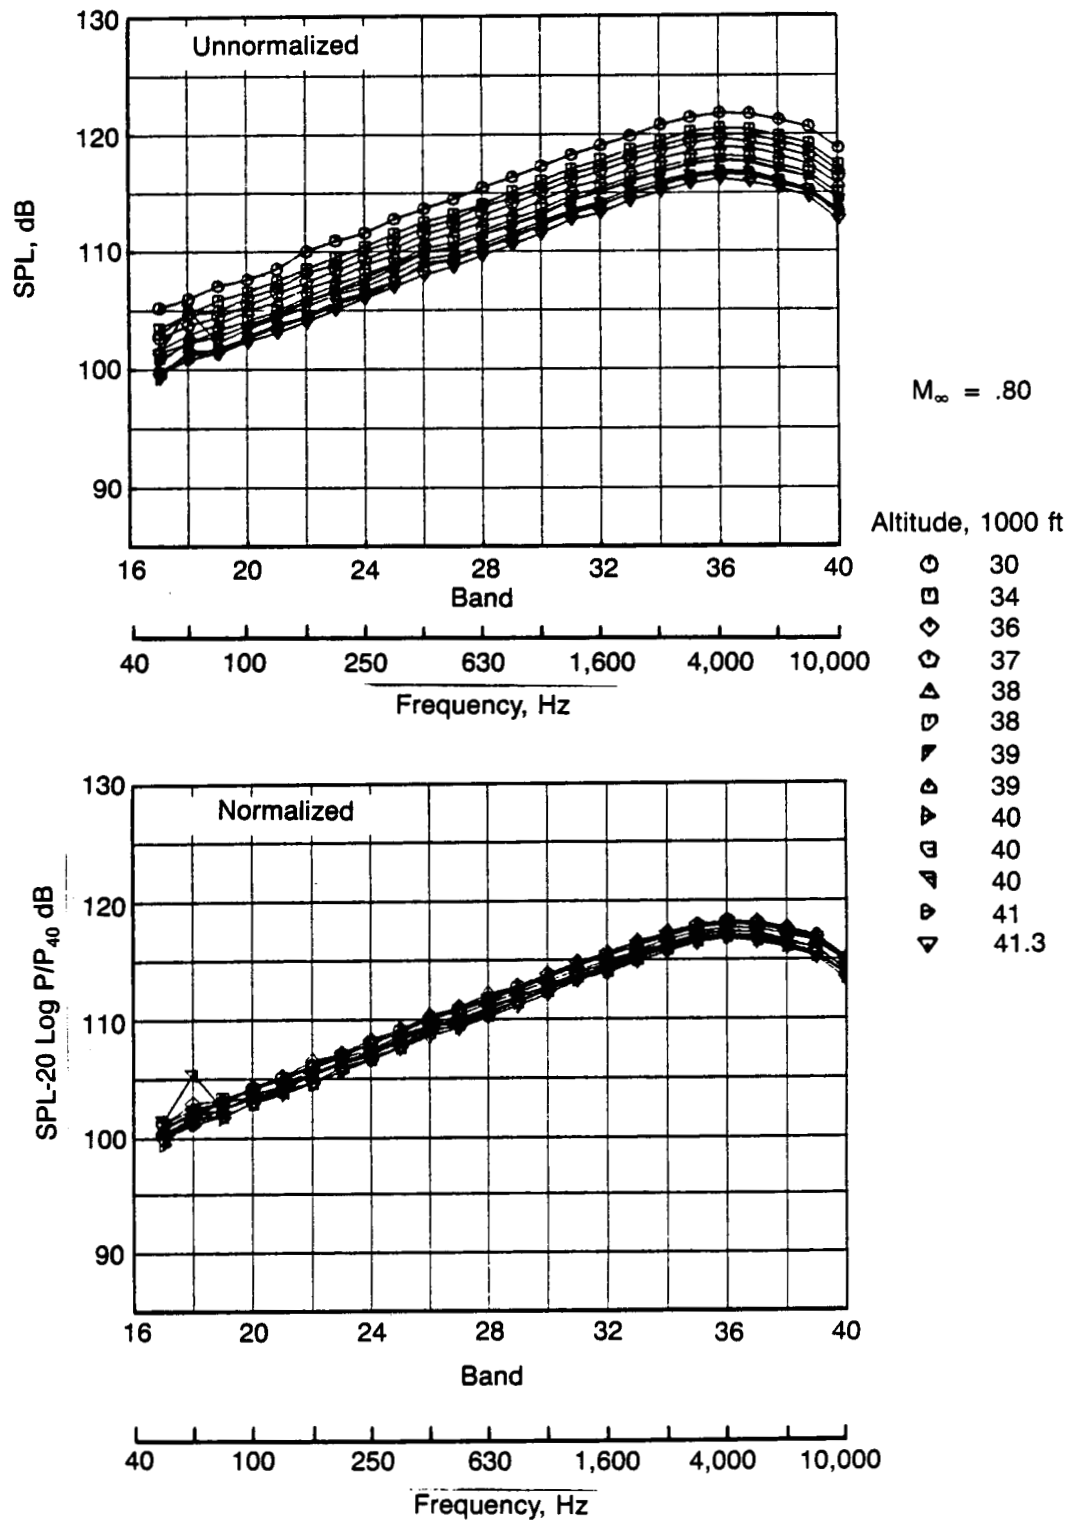 130
Unnormalized
120
110
100
90
SPL, dB
16 20 24 28 32 36 40
Band
40 100 250 630 1,600 4,000 10,000
Frequency, Hz
M∞ = .80
Altitude, 1000 ft
30
34
36
37
38
38
39
39
40
40
40
41
41.3
130
Normalized
120
110
100
90
SPL-20 Log P/P40 dB
16 20 24 28 32 36 40
Band
40 100 250 630 1,600 4,000 10,000
Frequency, Hz